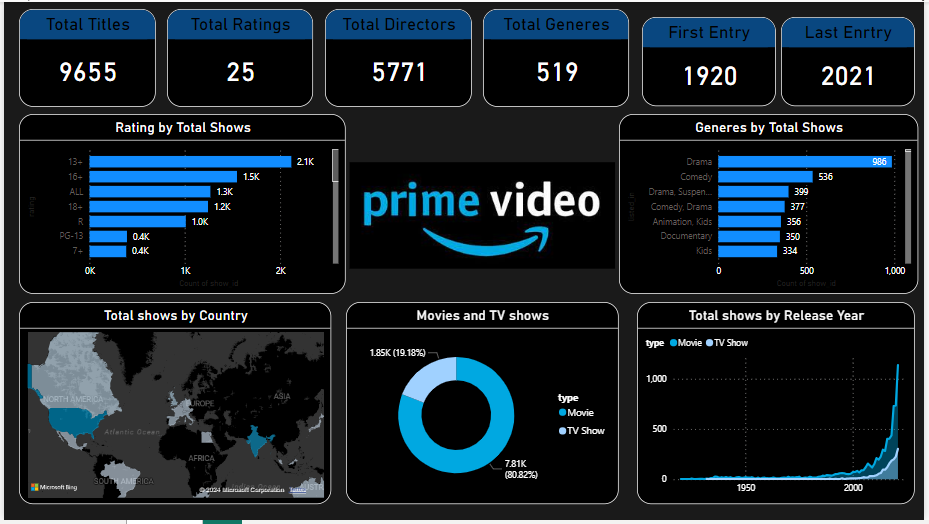 Total Titles
9655
Total Ratings
25
Total Directors
5771
Total Generes
519
First Entry
1920
Last Enrtry
2021
Rating by Total Shows
13+ 2.1K
16+ 1.5K
ALL 1.3K
18+ 1.2K
R 1.0K
PG-13 0.4K
7+ 0.4K
0K 1K 2K
Count of show_id
prime video
Generes by Total Shows
Drama 986
Comedy 536
Drama, Suspen... 399
Comedy, Drama 377
Animation, Kids 356
Documentary 350
Kids 334
0 500 1,000
Count of show_id
Total shows by Country
NORTH AMERICA
EUROPE
ASIA
Atlantic Ocean
AFRICA
SOUTH AMERICA
Microsoft Bing
© 2024 Microsoft Corporation Terms
Movies and TV shows
1.85K (19.18%)
7.81K
(80.82%)
type
Movie
TV Show
Total shows by Release Year
type Movie TV Show
1,000
500
0
1950 2000